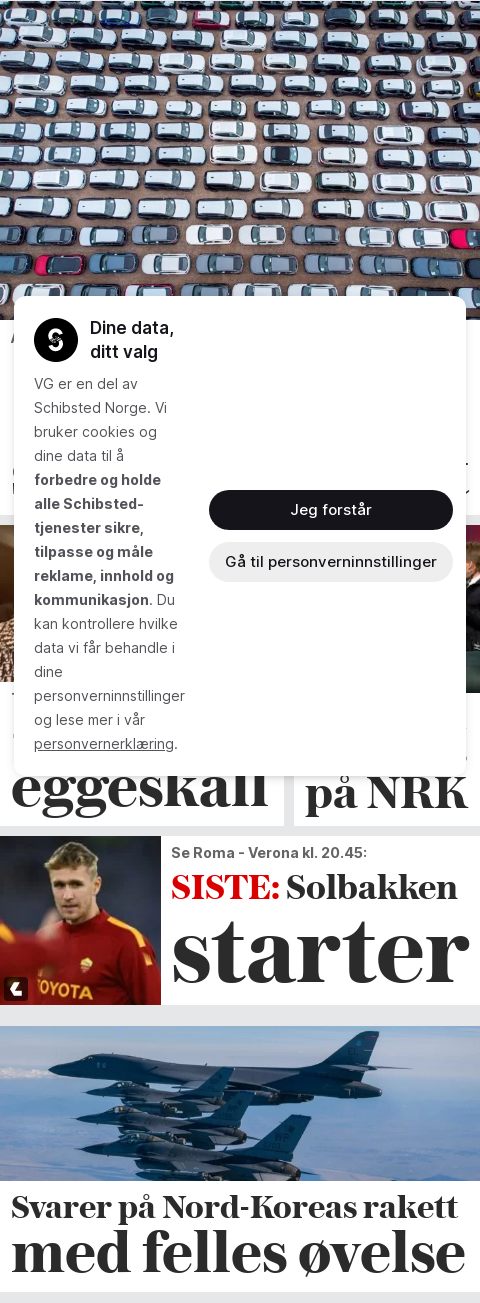 Dine data,
ditt valg
VG er en del av
Schibsted Norge. Vi
bruker cookies og
dine data til å
forbedre og holde
alle Schibsted-
tjenester sikre,
tilpasse og måle
reklame, innhold og
kommunikasjon. Du
kan kontrollere hvilke
data vi får behandle i
dine
personverninnstillinger
og lese mer i vår
personvernerklæring.
Jeg forstår
Gå til personverninnstillinger
eggeskall
på NRK
Se Roma - Verona kl. 20.45:
SISTE: Solbakken
starter
TOYOTA
Svarer på Nord-Koreas rakett
med felles øvelse